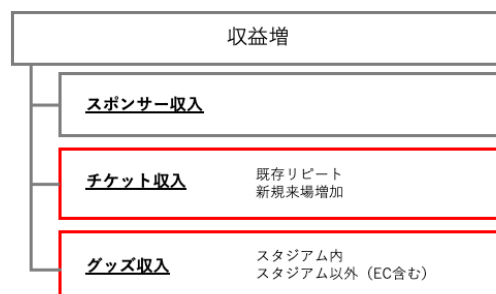 収益増
スポンサー収入
チケット収入
既存リピート
新規来場増加
グッズ収入
スタジアム内
スタジアム以外（EC含む）